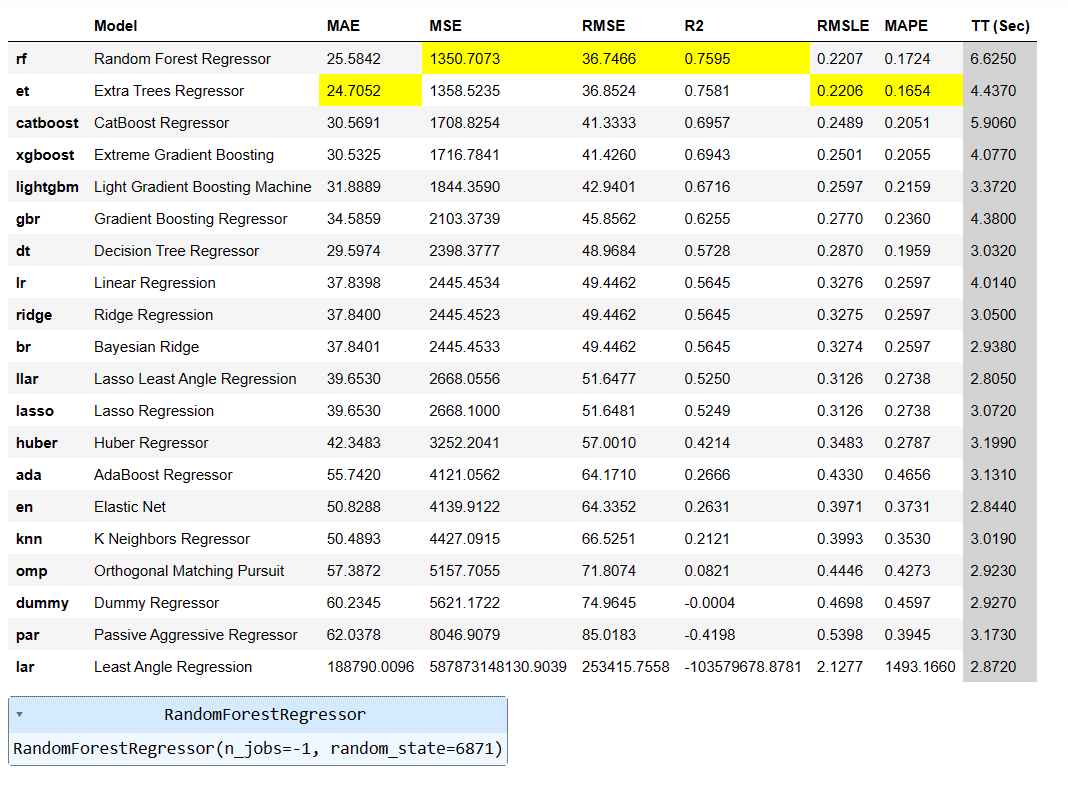 Model MAE MSE RMSE R2 RMSLE MAPE TT (Sec)
rf Random Forest Regressor 25.5842 1350.7073 36.7466 0.7595 0.2207 0.1724 6.6250
et Extra Trees Regressor 24.7052 1358.5235 36.8524 0.7581 0.2206 0.1654 4.4370
catboost CatBoost Regressor 30.5691 1708.8254 41.3333 0.6957 0.2489 0.2051 5.9060
xgboost Extreme Gradient Boosting 30.5325 1716.7841 41.4260 0.6943 0.2501 0.2055 4.0770
lightgbm Light Gradient Boosting Machine 31.8889 1844.3590 42.9401 0.6716 0.2597 0.2159 3.3720
gbr Gradient Boosting Regressor 34.5859 2103.3739 45.8562 0.6255 0.2770 0.2360 4.3800
dt Decision Tree Regressor 29.5974 2398.3777 48.9684 0.5728 0.2870 0.1959 3.0320
lr Linear Regression 37.8398 2445.4534 49.4462 0.5645 0.3276 0.2597 4.0140
ridge Ridge Regression 37.8400 2445.4523 49.4462 0.5645 0.3275 0.2597 3.0500
br Bayesian Ridge 37.8401 2445.4533 49.4462 0.5645 0.3274 0.2597 2.9380
llar Lasso Least Angle Regression 39.6530 2668.0556 51.6477 0.5250 0.3126 0.2738 2.8050
lasso Lasso Regression 39.6530 2668.1000 51.6481 0.5249 0.3126 0.2738 3.0720
huber Huber Regressor 42.3483 3252.2041 57.0010 0.4214 0.3483 0.2787 3.1990
ada AdaBoost Regressor 55.7420 4121.0562 64.1710 0.2666 0.4330 0.4656 3.1310
en Elastic Net 50.8288 4139.9122 64.3352 0.2631 0.3971 0.3731 2.8440
knn K Neighbors Regressor 50.4893 4427.0915 66.5251 0.2121 0.3993 0.3530 3.0190
omp Orthogonal Matching Pursuit 57.3872 5157.7055 71.8074 0.0821 0.4446 0.4273 2.9230
dummy Dummy Regressor 60.2345 5621.1722 74.9645 -0.0004 0.4698 0.4597 2.9270
par Passive Aggressive Regressor 62.0378 8046.9079 85.0183 -0.4198 0.5398 0.3945 3.1730
lar Least Angle Regression 188790.0096 587873148130.9039 253415.7558 -103579678.8781 2.1277 1493.1660 2.8720
RandomForestRegressor
RandomForestRegressor(n_jobs=-1, random_state=6871)